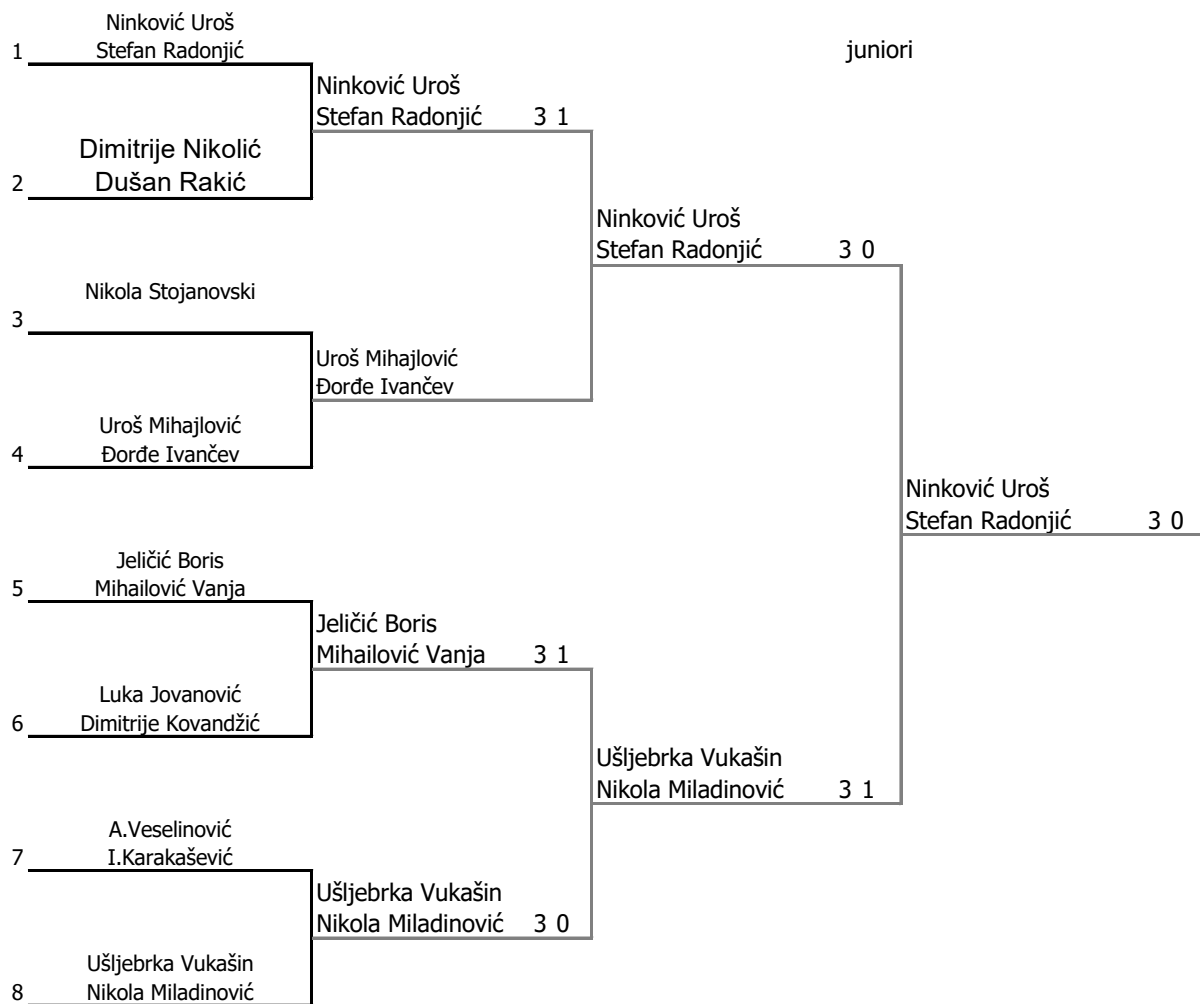 Ninković Uroš
1 Stefan Radonjić
juniori
Ninković Uroš
Stefan Radonjić 3 1
Dimitrije Nikolić
2 Dušan Rakić
Ninković Uroš
Stefan Radonjić 3 0
Nikola Stojanovski
3
Uroš Mihajlović
Đorđe Ivančev
Uroš Mihajlović
4 Đorđe Ivančev
Ninković Uroš
Stefan Radonjić 3 0
Jeličić Boris
5 Mihailović Vanja
Jeličić Boris
Mihailović Vanja 3 1
Luka Jovanović
6 Dimitrije Kovandžić
Ušljebrka Vukašin
Nikola Miladinović 3 1
A.Veselinović
7 I.Karakašević
Ušljebrka Vukašin
Nikola Miladinović 3 0
Ušljebrka Vukašin
8 Nikola Miladinović